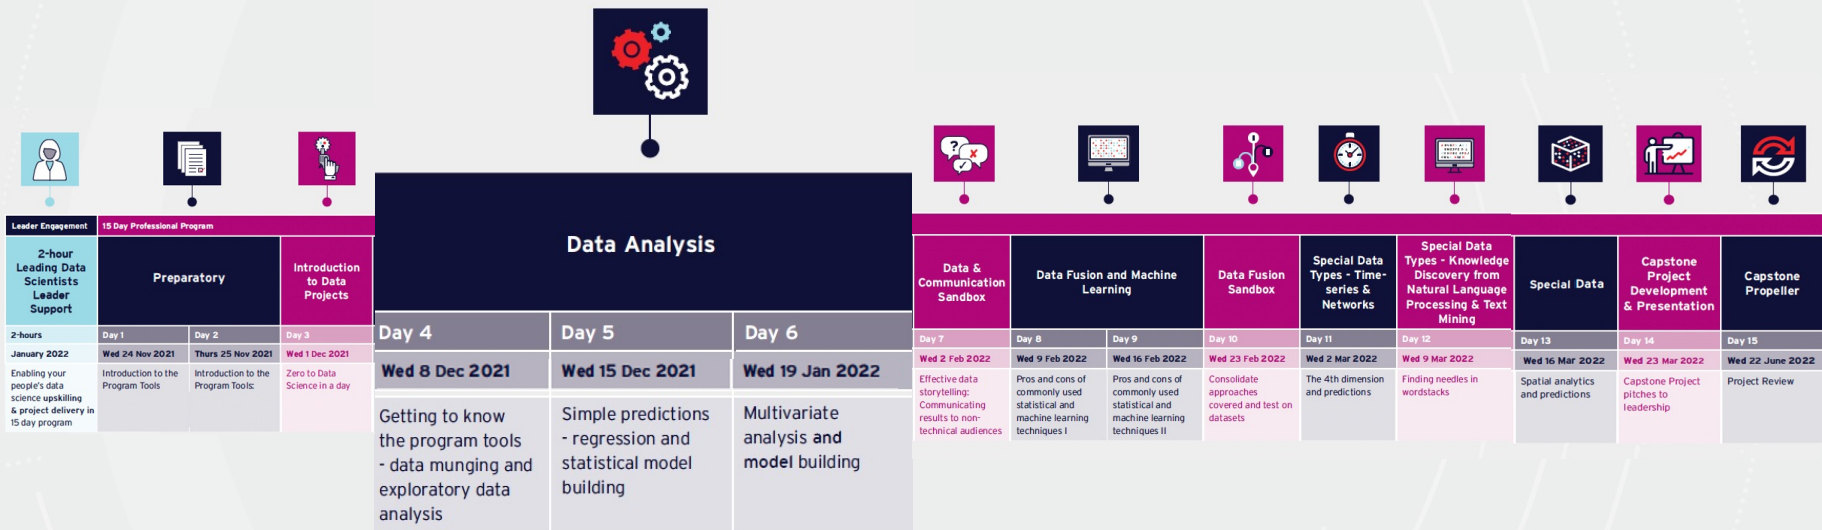 Leader Engagement
15 Day Professional Program
2-hour
Leading Data
Scientists
Leader
Support
Preparatory
Introduction
to Data
Projects
Data Analysis
Data &
Communication
Sandbox
Data Fusion and Machine
Learning
Data Fusion
Sandbox
Special Data
Types - Time-
series &
Networks
Special Data
Types - Knowledge
Discovery from
Natural Language
Processing & Text
Mining
Special Data
Capstone
Project
Development
& Presentation
Capstone
Propeller
2-hours
Day 1
Day 2
Day 3
Day 4
Day 5
Day 6
Day 7
Day 8
Day 9
Day 10
Day 11
Day 12
Day 13
Day 14
Day 15
January 2022
Wed 24 Nov 2021
Thurs 25 Nov 2021
Wed 1 Dec 2021
Wed 8 Dec 2021
Wed 15 Dec 2021
Wed 19 Jan 2022
Wed 2 Feb 2022
Wed 9 Feb 2022
Wed 16 Feb 2022
Wed 23 Feb 2022
Wed 2 Mar 2022
Wed 9 Mar 2022
Wed 16 Mar 2022
Wed 23 Mar 2022
Wed 22 June 2022
Enabling your
people's data
science upskilling
& project delivery in
15 day program
Introduction to the
Program Tools
Introduction to the
Program Tools:
Zero to Data
Science in a day
Getting to know
the program tools
- data munging and
exploratory data
analysis
Simple predictions
- regression and
statistical model
building
Multivariate
analysis and
model building
Effective data
storytelling;
Communicating
results to non-
technical audiences
Pros and cons of
commonly used
statistical and
machine learning
techniques I
Pros and cons of
commonly used
statistical and
machine learning
techniques II
Consolidate
approaches
covered and test on
datasets
The 4th dimension
and predictions
Finding needles in
wordstacks
Spatial analytics
and predictions
Capstone Project
pitches to
leadership
Project Review